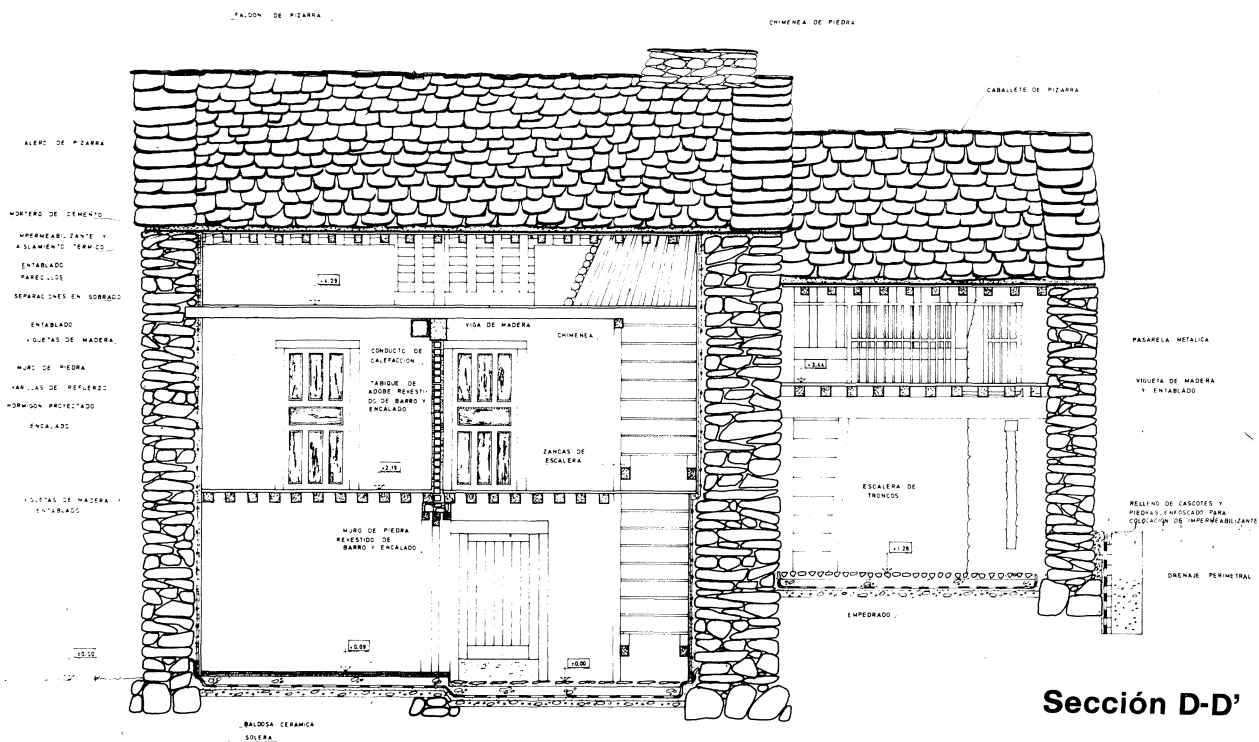 FALDON DE PIZARRA
CHIMENEA DE PIEDRA
CABALLETE DE PIZARRA
ALERO DE PIZARRA
MORTERO DE CEMENTO
IMPERMEABILIZANTE Y
AISLAMIENTO TERMICO
ENTABLADO
PARECILLOS
SEPARACIONES EN SOBRADO
ENTABLADO
VIGUETAS DE MADERA
MURO DE PIEDRA
VARILLAS DE REFUERZO
HORMIGON PROYECTADO
ENCALADO
VIGUETAS DE MADERA Y
ENTABLADO
+4.29
VIGA DE MADERA
CHIMENEA
CONDUCTO DE
CALEFACCION
TABIQUE DE
ADOBE REVESTI-
DO DE BARRO Y
ENCALADO
ZANCAS DE
ESCALERA
+2.19
MURO DE PIEDRA
REVESTIDO DE
BARRO Y ENCALADO
+0.09
±0.00
±0.00
+3.44
ESCALERA DE
TRONCOS
+1.28
EMPEDRADO
PASARELA METALICA
VIGUETA DE MADERA
Y ENTABLADO
RELLENO DE CASCOTES Y
PIEDRAS, ENFOSCADO PARA
COLOCACION DE IMPERMEABILIZANTE
DRENAJE PERIMETRAL
BALDOSA CERAMICA
SOLERA
Sección D-D'